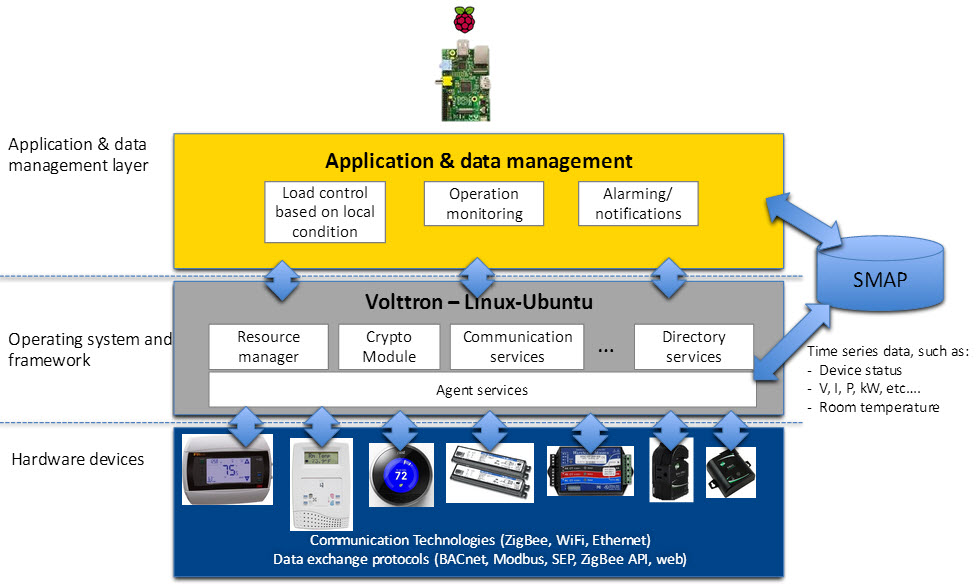 Application & data
management layer
Application & data management
Load control
based on local
condition
Operation
monitoring
Alarming/
notifications
SMAP
Volttron – Linux-Ubuntu
Operating system and
framework
Resource
manager
Crypto
Module
Communication
services
...
Directory
services
Agent services
Time series data, such as:
- Device status
- V, I, P, kW, etc....
- Room temperature
Hardware devices
75
72
Communication Technologies (ZigBee, WiFi, Ethernet)
Data exchange protocols (BACnet, Modbus, SEP, ZigBee API, web)